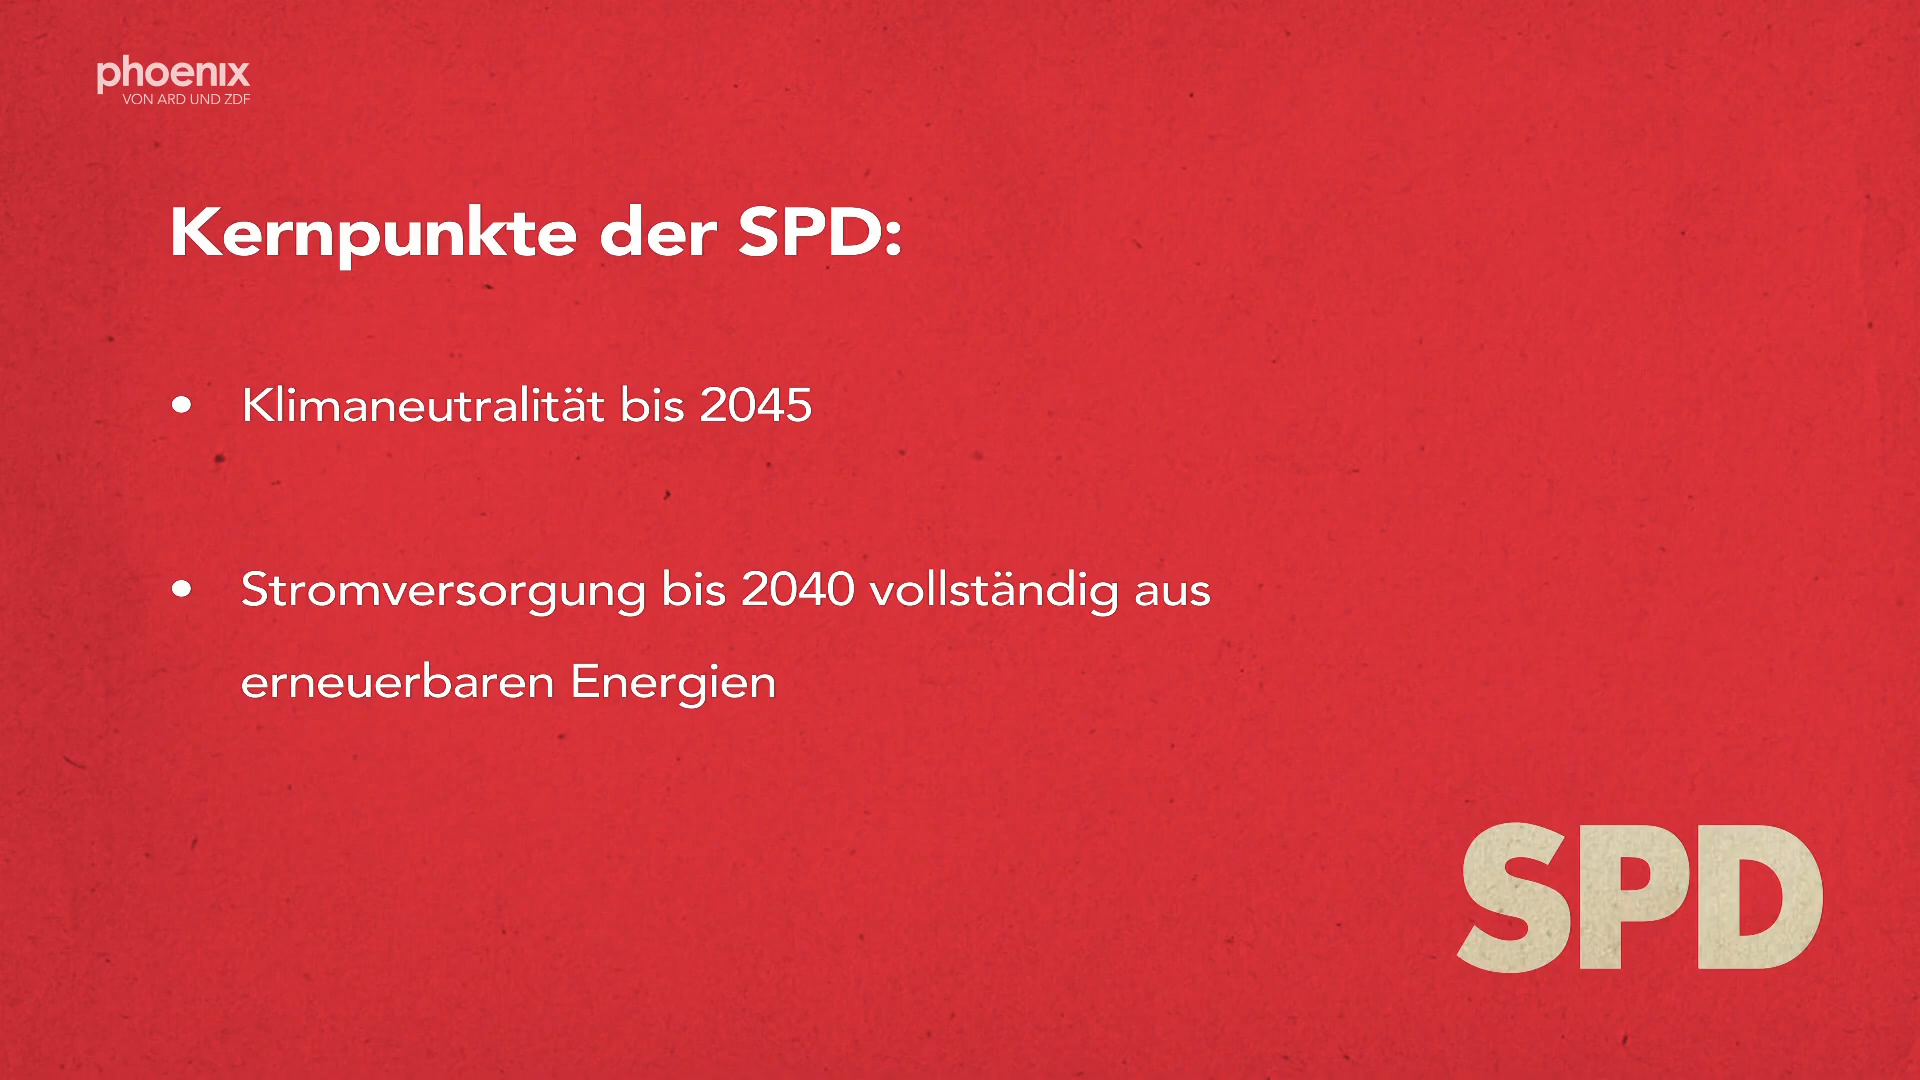 phoenix
VON ARD UND ZDF
Kernpunkte der SPD:
• Klimaneutralität bis 2045
• Stromversorgung bis 2040 vollständig aus
erneuerbaren Energien
SPD